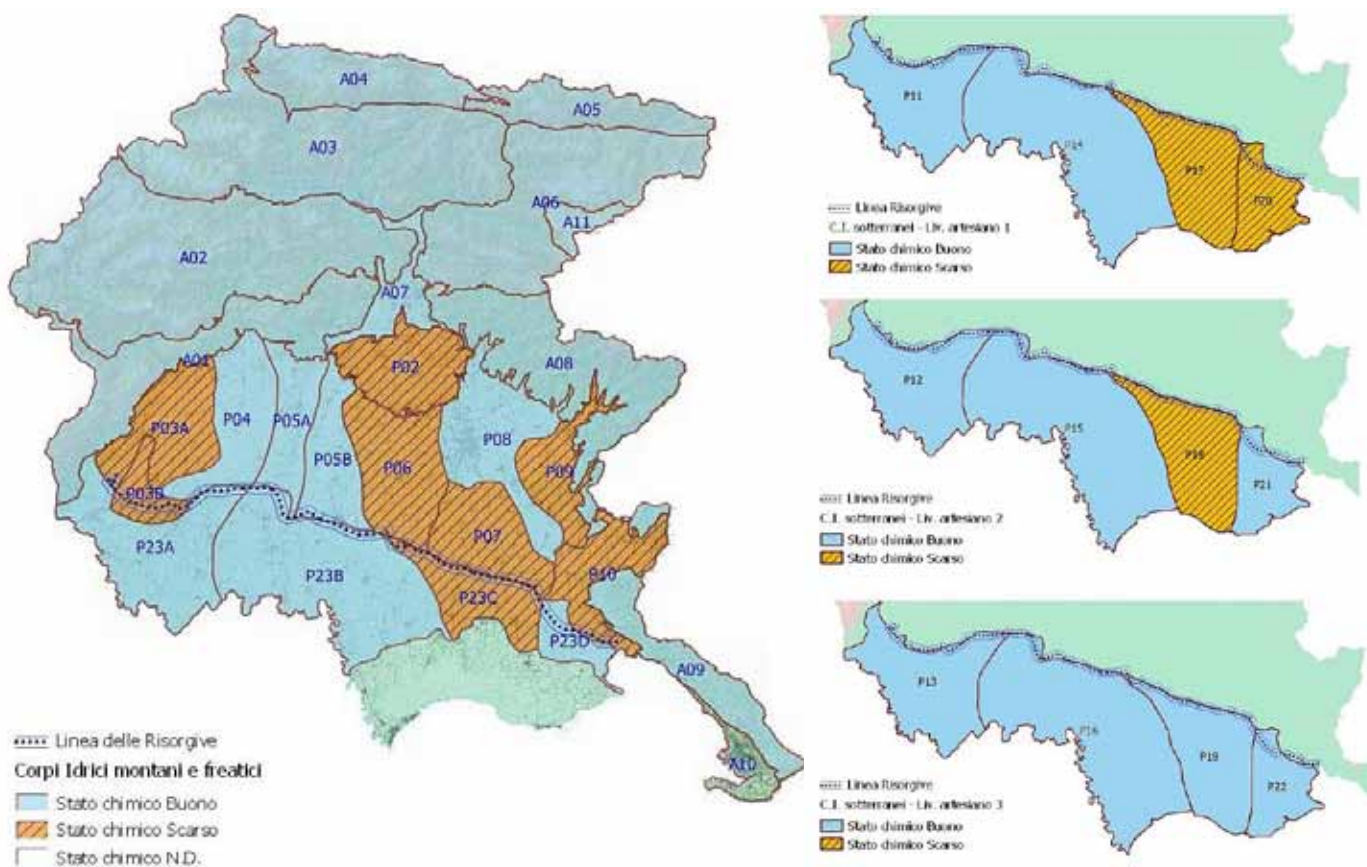 A04
A05
A03
A06
A11
A02
A07
A01
P02
A08
P03A
P04
P05A
P05B
P06
P08
P09
P03B
P07
P23A
P23B
P10
P23C
P23D
A09
A10
Linea delle Risorgive
Corpi Idrici montani e freatici
Stato chimico Buono
Stato chimico Scarso
Stato chimico N.D.
P11
P14
P17
P20
Linea Risorgive
C.I. sotterranei - Liv. artesiano 1
Stato chimico Buono
Stato chimico Scarso
P12
P15
P21
Linea Risorgive
C.I. sotterranei - Liv. artesiano 2
Stato chimico Buono
Stato chimico Scarso
P13
P16
P19
P22
Linea Risorgive
C.I. sotterranei - Liv. artesiano 3
Stato chimico Buono
Stato chimico Scarso